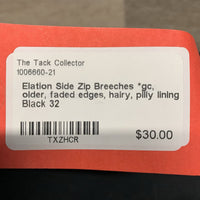 The Tack Collector
1006660-21
Elation Side Zip Breeches *gc,
older, faded edges, hairy, pilly lining
Black 32
TXZHCR
$30.00